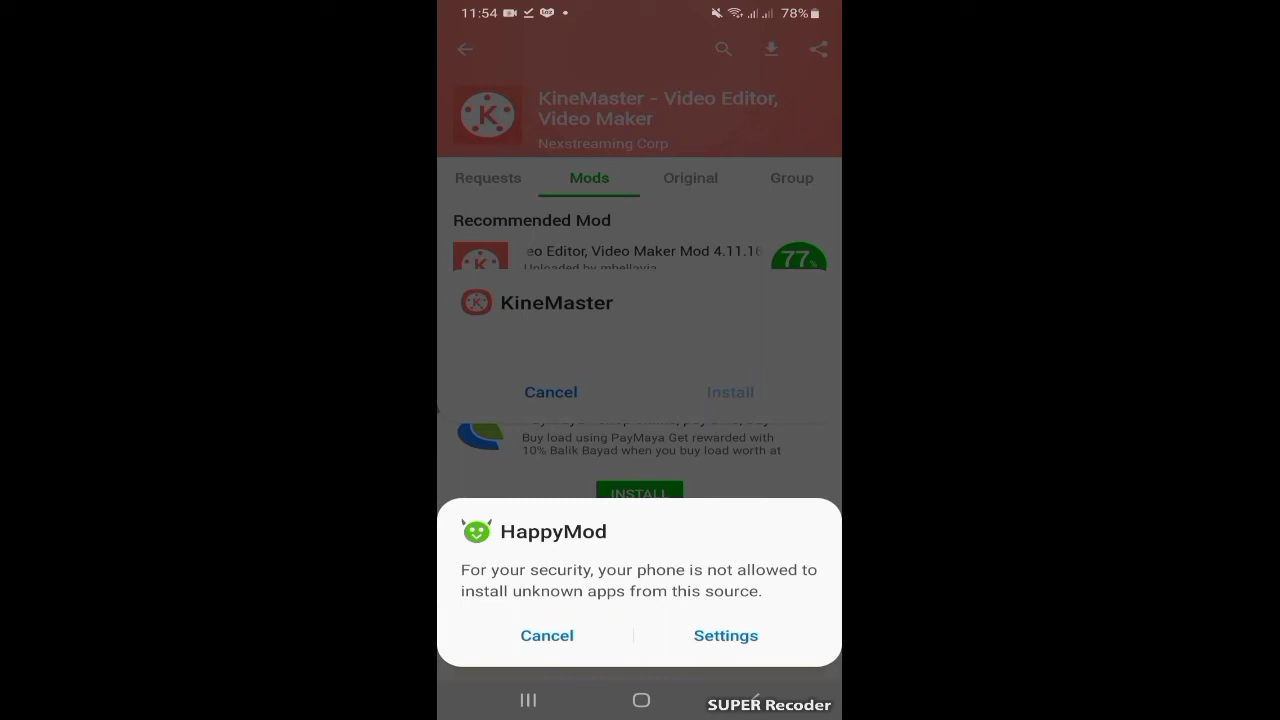 11:54
78%
KineMaster - Video Editor,
Video Maker
Nexstreaming Corp
Requests Mods Original Group
Recommended Mod
eo Editor, Video Maker Mod 4.11.16
77%
Uploaded by mbellavia
KineMaster
Cancel Install
Buy load using PayMaya Get rewarded with
10% Balik Bayad when you buy load worth at
INSTALL
HappyMod
For your security, your phone is not allowed to
install unknown apps from this source.
Cancel Settings
SUPER Recoder